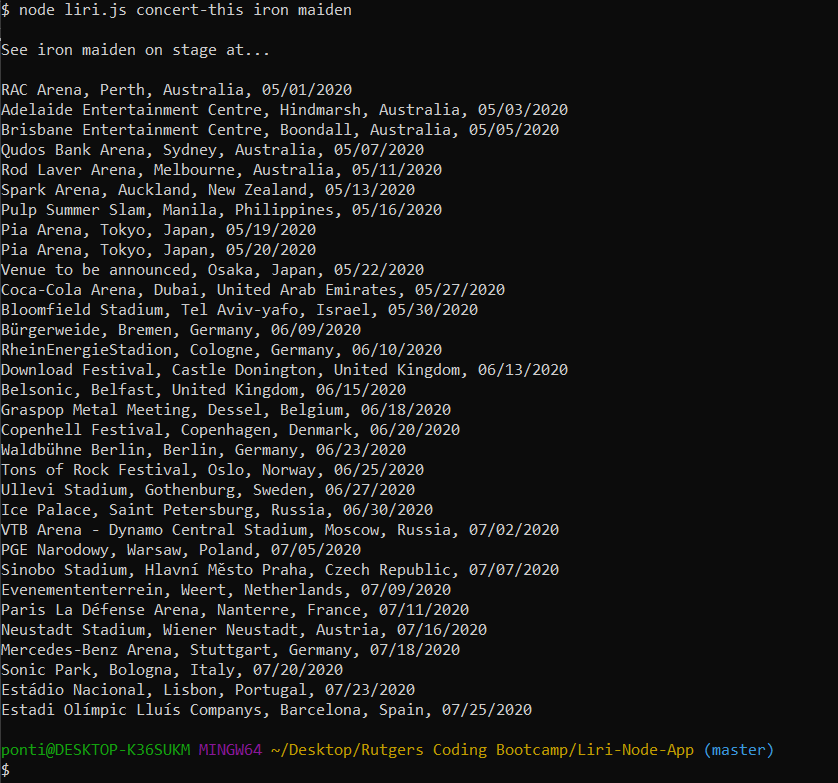 $ node liri.js concert-this iron maiden
See iron maiden on stage at...
RAC Arena, Perth, Australia, 05/01/2020
Adelaide Entertainment Centre, Hindmarsh, Australia, 05/03/2020
Brisbane Entertainment Centre, Boondall, Australia, 05/05/2020
Qudos Bank Arena, Sydney, Australia, 05/07/2020
Rod Laver Arena, Melbourne, Australia, 05/11/2020
Spark Arena, Auckland, New Zealand, 05/13/2020
Pulp Summer Slam, Manila, Philippines, 05/16/2020
Pia Arena, Tokyo, Japan, 05/19/2020
Pia Arena, Tokyo, Japan, 05/20/2020
Venue to be announced, Osaka, Japan, 05/22/2020
Coca-Cola Arena, Dubai, United Arab Emirates, 05/27/2020
Bloomfield Stadium, Tel Aviv-yafo, Israel, 05/30/2020
Bürgerweide, Bremen, Germany, 06/09/2020
RheinEnergieStadion, Cologne, Germany, 06/10/2020
Download Festival, Castle Donington, United Kingdom, 06/13/2020
Belsonic, Belfast, United Kingdom, 06/15/2020
Graspop Metal Meeting, Dessel, Belgium, 06/18/2020
Copenhell Festival, Copenhagen, Denmark, 06/20/2020
Waldbühne Berlin, Berlin, Germany, 06/23/2020
Tons of Rock Festival, Oslo, Norway, 06/25/2020
Ullevi Stadium, Gothenburg, Sweden, 06/27/2020
Ice Palace, Saint Petersburg, Russia, 06/30/2020
VTB Arena - Dynamo Central Stadium, Moscow, Russia, 07/02/2020
PGE Narodowy, Warsaw, Poland, 07/05/2020
Sinobo Stadium, Hlavní Město Praha, Czech Republic, 07/07/2020
Evenemententerrein, Weert, Netherlands, 07/09/2020
Paris La Défense Arena, Nanterre, France, 07/11/2020
Neustadt Stadium, Wiener Neustadt, Austria, 07/16/2020
Mercedes-Benz Arena, Stuttgart, Germany, 07/18/2020
Sonic Park, Bologna, Italy, 07/20/2020
Estádio Nacional, Lisbon, Portugal, 07/23/2020
Estadi Olímpic Lluís Companys, Barcelona, Spain, 07/25/2020
ponti@DESKTOP-K36SUKM MINGW64 ~/Desktop/Rutgers Coding Bootcamp/Liri-Node-App (master)
$